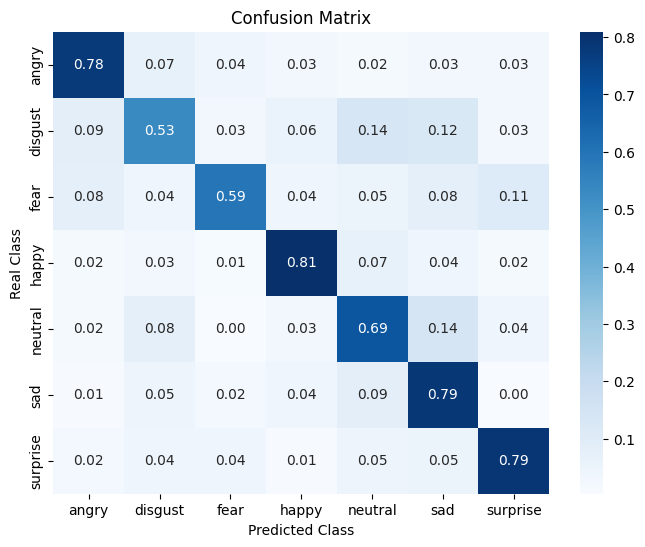 Confusion Matrix
angry 0.78 0.07 0.04 0.03 0.02 0.03 0.03
disgust 0.09 0.53 0.03 0.06 0.14 0.12 0.03
fear 0.08 0.04 0.59 0.04 0.05 0.08 0.11
happy 0.02 0.03 0.01 0.81 0.07 0.04 0.02
neutral 0.02 0.08 0.00 0.03 0.69 0.14 0.04
sad 0.01 0.05 0.02 0.04 0.09 0.79 0.00
surprise 0.02 0.04 0.04 0.01 0.05 0.05 0.79
angry disgust fear happy neutral sad surprise
Predicted Class
Real Class
0.8
0.7
0.6
0.5
0.4
0.3
0.2
0.1